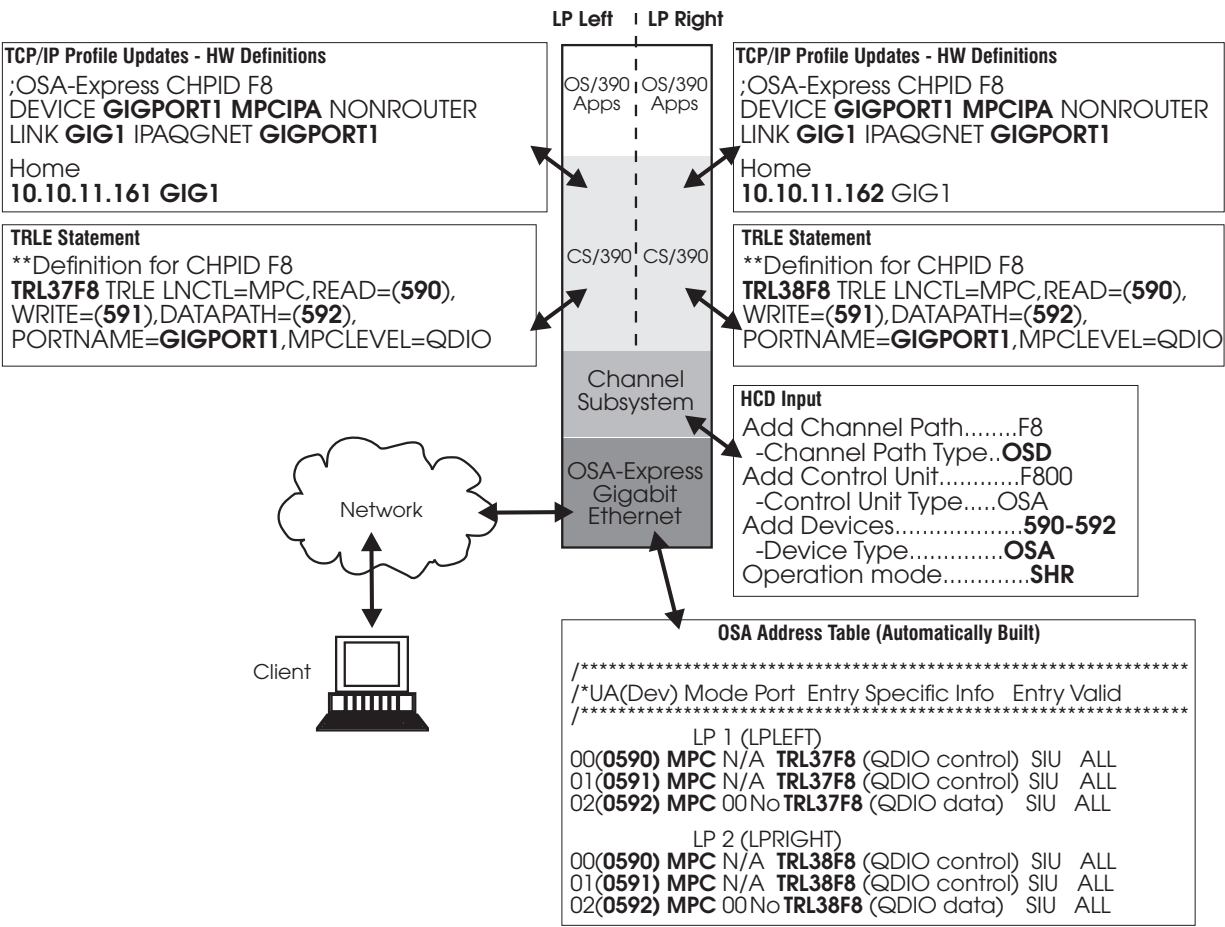 LP Left LP Right
TCP/IP Profile Updates - HW Definitions
;OSA-Express CHPID F8
DEVICE GIGPORT1 MPCIPA NONROUTER
LINK GIG1 IPAQGNET GIGPORT1
Home
10.10.11.161 GIG1
TRLE Statement
**Definition for CHPID F8
TRL37F8 TRLE LNCTL=MPC,READ=(590),
WRITE=(591),DATAPATH=(592),
PORTNAME=GIGPORT1,MPCLEVEL=QDIO
OS/390 OS/390
Apps Apps
CS/390 CS/390
Channel
Subsystem
OSA-Express
Gigabit
Ethernet
TCP/IP Profile Updates - HW Definitions
;OSA-Express CHPID F8
DEVICE GIGPORT1 MPCIPA NONROUTER
LINK GIG1 IPAQGNET GIGPORT1
Home
10.10.11.162 GIG1
TRLE Statement
**Definition for CHPID F8
TRL38F8 TRLE LNCTL=MPC,READ=(590),
WRITE=(591),DATAPATH=(592),
PORTNAME=GIGPORT1,MPCLEVEL=QDIO
HCD Input
Add Channel Path........F8
-Channel Path Type..OSD
Add Control Unit............F800
-Control Unit Type.....OSA
Add Devices...................590-592
-Device Type..............OSA
Operation mode.............SHR
Network
Client
OSA Address Table (Automatically Built)
/*****************************************************************
/*UA(Dev) Mode Port Entry Specific Info Entry Valid
/*****************************************************************
LP 1 (LPLEFT)
00(0590) MPC N/A TRL37F8 (QDIO control) SIU ALL
01(0591) MPC N/A TRL37F8 (QDIO control) SIU ALL
02(0592) MPC 00 No TRL37F8 (QDIO data) SIU ALL
LP 2 (LPRIGHT)
00(0590) MPC N/A TRL38F8 (QDIO control) SIU ALL
01(0591) MPC N/A TRL38F8 (QDIO control) SIU ALL
02(0592) MPC 00 No TRL38F8 (QDIO data) SIU ALL